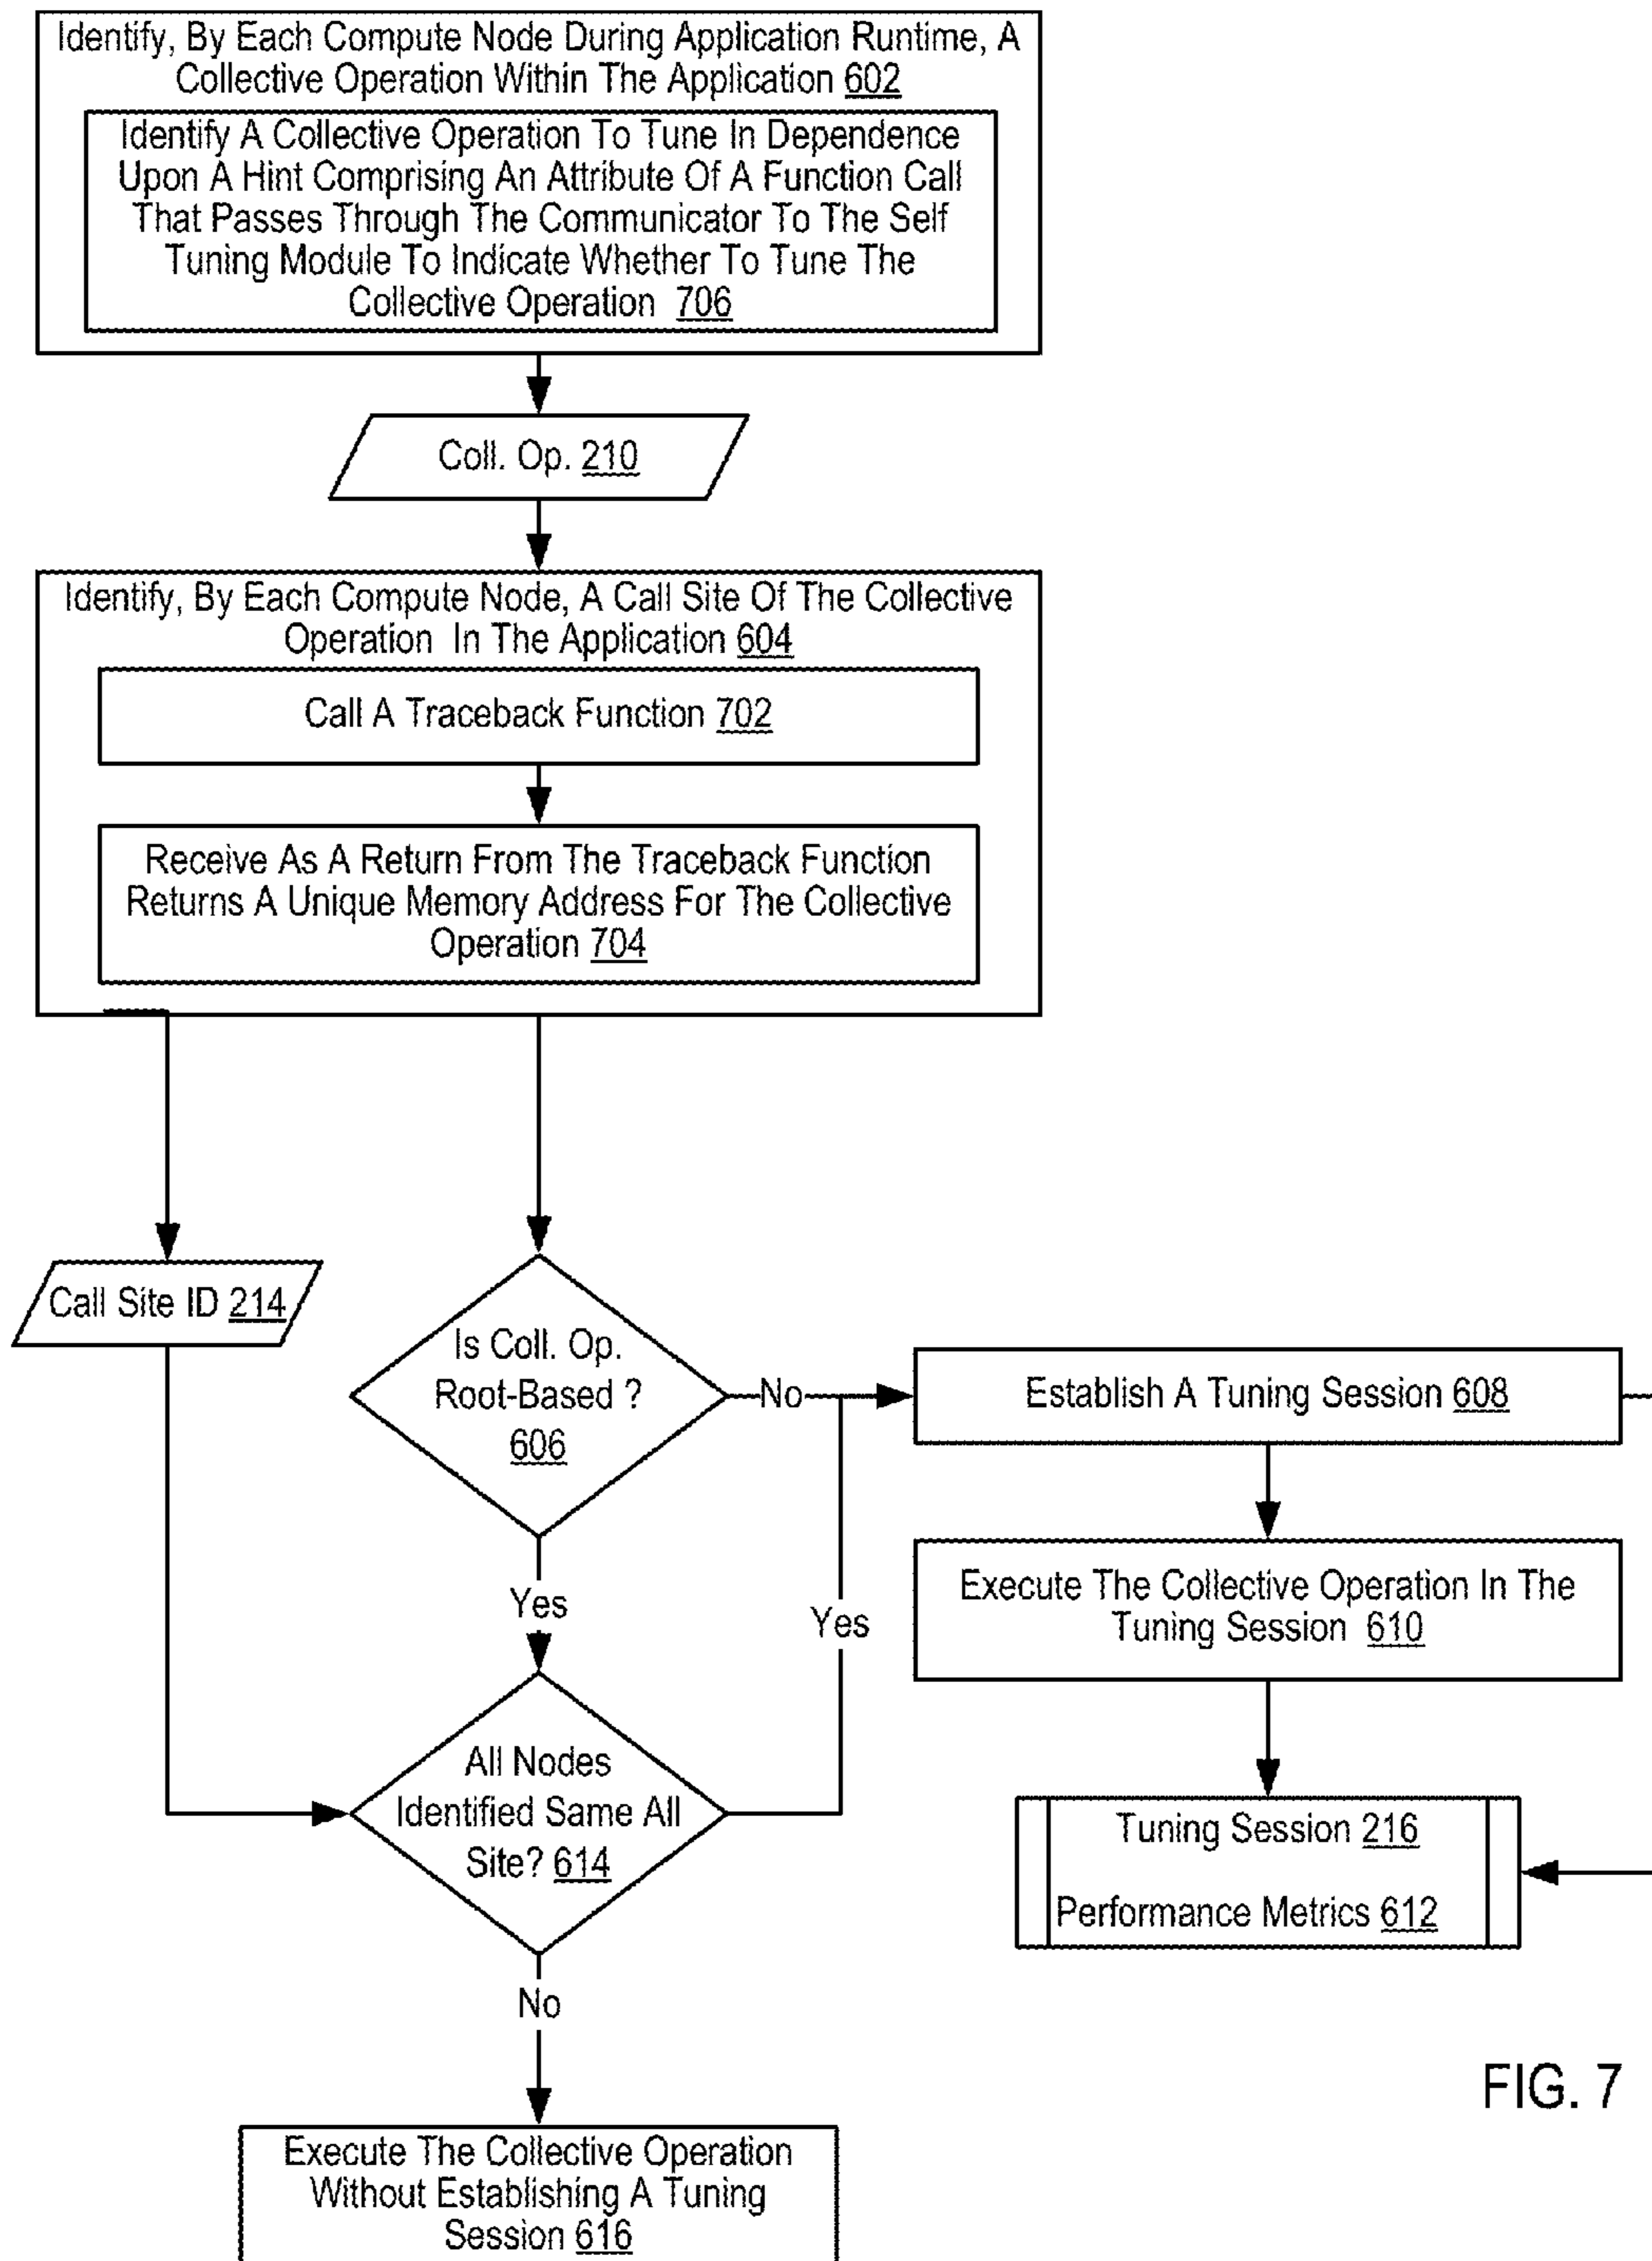 Identify, By Each Compute Node During Application Runtime, A
Collective Operation Within The Application 602
Identify A Collective Operation To Tune In Dependence
Upon A Hint Comprising An Attribute Of A Function Call
That Passes Through The Communicator To The Self
Tuning Module To Indicate Whether To Tune The
Collective Operation 706
Coll. Op. 210
Identify, By Each Compute Node, A Call Site Of The Collective
Operation In The Application 604
Call A Traceback Function 702
Receive As A Return From The Traceback Function
Returns A Unique Memory Address For The Collective
Operation 704
Call Site ID 214
Is Coll. Op.
Root-Based ?
606
No
Establish A Tuning Session 608
Execute The Collective Operation In The
Tuning Session 610
Yes
Yes
All Nodes
Identified Same All
Site? 614
Tuning Session 216
Performance Metrics 612
No
Execute The Collective Operation
Without Establishing A Tuning
Session 616
FIG. 7